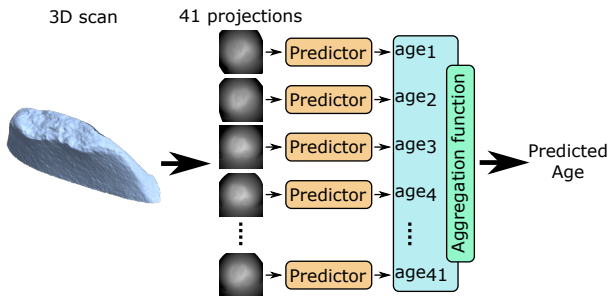 3D scan
41 projections
Predictor
age1
Predictor
age2
Predictor
age3
Predictor
age4
Predictor
age41
Aggregation function
Predicted
Age